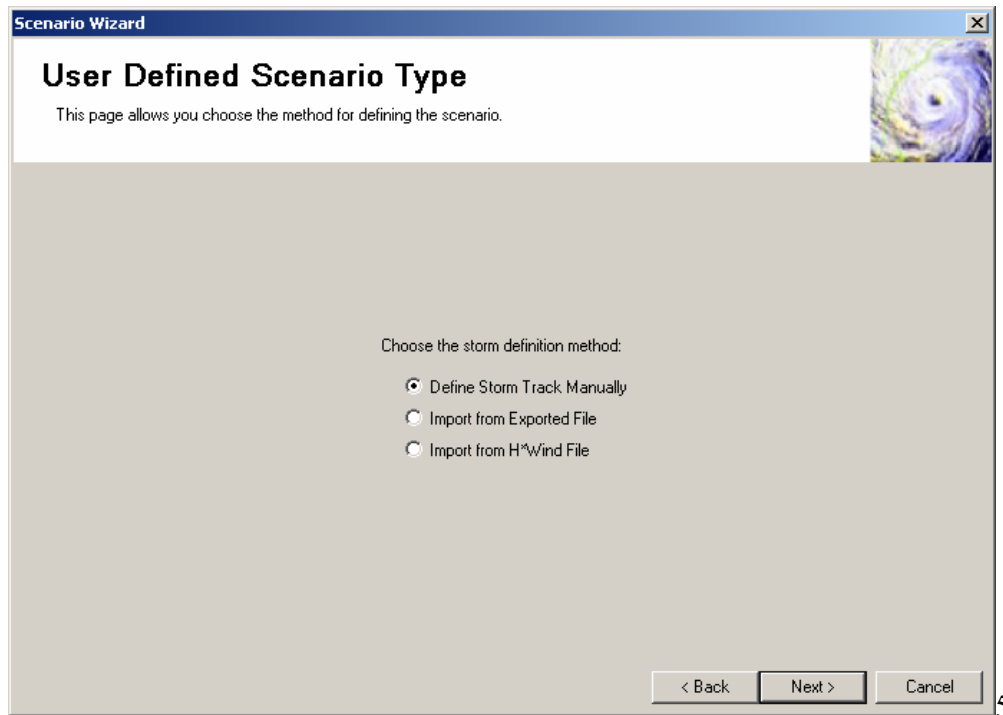 Scenario Wizard
User Defined Scenario Type
This page allows you choose the method for defining the scenario.
Choose the storm definition method:
Define Storm Track Manually
Import from Exported File
Import from H*Wind File
< Back Next > Cancel